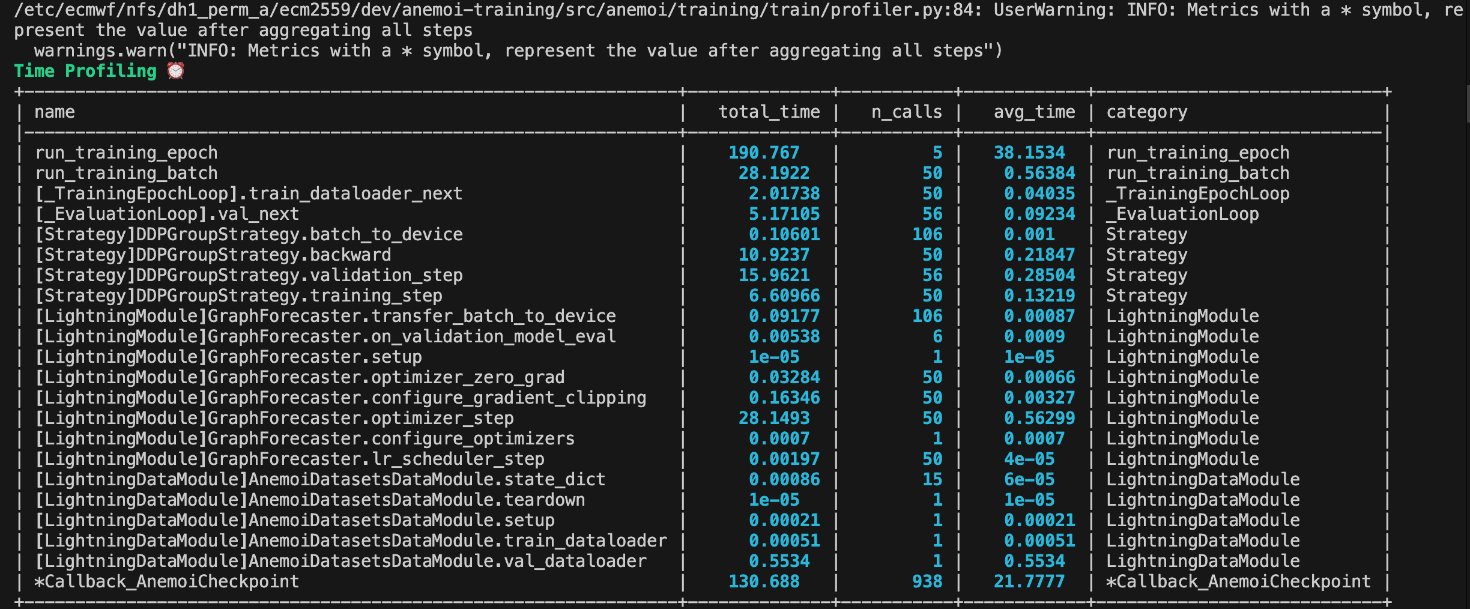 /etc/ecmwf/nfs/dh1_perm_a/ecm2559/dev/anemoi-training/src/anemoi/training/train/profiler.py:84: UserWarning: INFO: Metrics with a * symbol, re
present the value after aggregating all steps
warnings.warn("INFO: Metrics with a * symbol, represent the value after aggregating all steps")
Time Profiling ⏰
| name | total_time | n_calls | avg_time | category |
| run_training_epoch | 190.767 | 5 | 38.1534 | run_training_epoch |
| run_training_batch | 28.1922 | 50 | 0.56384 | run_training_batch |
| [_TrainingEpochLoop].train_dataloader_next | 2.01738 | 50 | 0.04035 | _TrainingEpochLoop |
| [_EvaluationLoop].val_next | 5.17105 | 56 | 0.09234 | _EvaluationLoop |
| [Strategy]DDPGroupStrategy.batch_to_device | 0.10601 | 106 | 0.001 | Strategy |
| [Strategy]DDPGroupStrategy.backward | 10.9237 | 50 | 0.21847 | Strategy |
| [Strategy]DDPGroupStrategy.validation_step | 15.9621 | 56 | 0.28504 | Strategy |
| [Strategy]DDPGroupStrategy.training_step | 6.60966 | 50 | 0.13219 | Strategy |
| [LightningModule]GraphForecaster.transfer_batch_to_device | 0.09177 | 106 | 0.00087 | LightningModule |
| [LightningModule]GraphForecaster.on_validation_model_eval | 0.00538 | 6 | 0.0009 | LightningModule |
| [LightningModule]GraphForecaster.setup | 1e-05 | 1 | 1e-05 | LightningModule |
| [LightningModule]GraphForecaster.optimizer_zero_grad | 0.03284 | 50 | 0.00066 | LightningModule |
| [LightningModule]GraphForecaster.configure_gradient_clipping | 0.16346 | 50 | 0.00327 | LightningModule |
| [LightningModule]GraphForecaster.optimizer_step | 28.1493 | 50 | 0.56299 | LightningModule |
| [LightningModule]GraphForecaster.configure_optimizers | 0.0007 | 1 | 0.0007 | LightningModule |
| [LightningModule]GraphForecaster.lr_scheduler_step | 0.00197 | 50 | 4e-05 | LightningModule |
| [LightningDataModule]AnemoiDatasetsDataModule.state_dict | 0.00086 | 15 | 6e-05 | LightningDataModule |
| [LightningDataModule]AnemoiDatasetsDataModule.teardown | 1e-05 | 1 | 1e-05 | LightningDataModule |
| [LightningDataModule]AnemoiDatasetsDataModule.setup | 0.00021 | 1 | 0.00021 | LightningDataModule |
| [LightningDataModule]AnemoiDatasetsDataModule.train_dataloader | 0.00051 | 1 | 0.00051 | LightningDataModule |
| [LightningDataModule]AnemoiDatasetsDataModule.val_dataloader | 0.5534 | 1 | 0.5534 | LightningDataModule |
| *Callback_AnemoiCheckpoint | 130.688 | 938 | 21.7777 | *Callback_AnemoiCheckpoint |